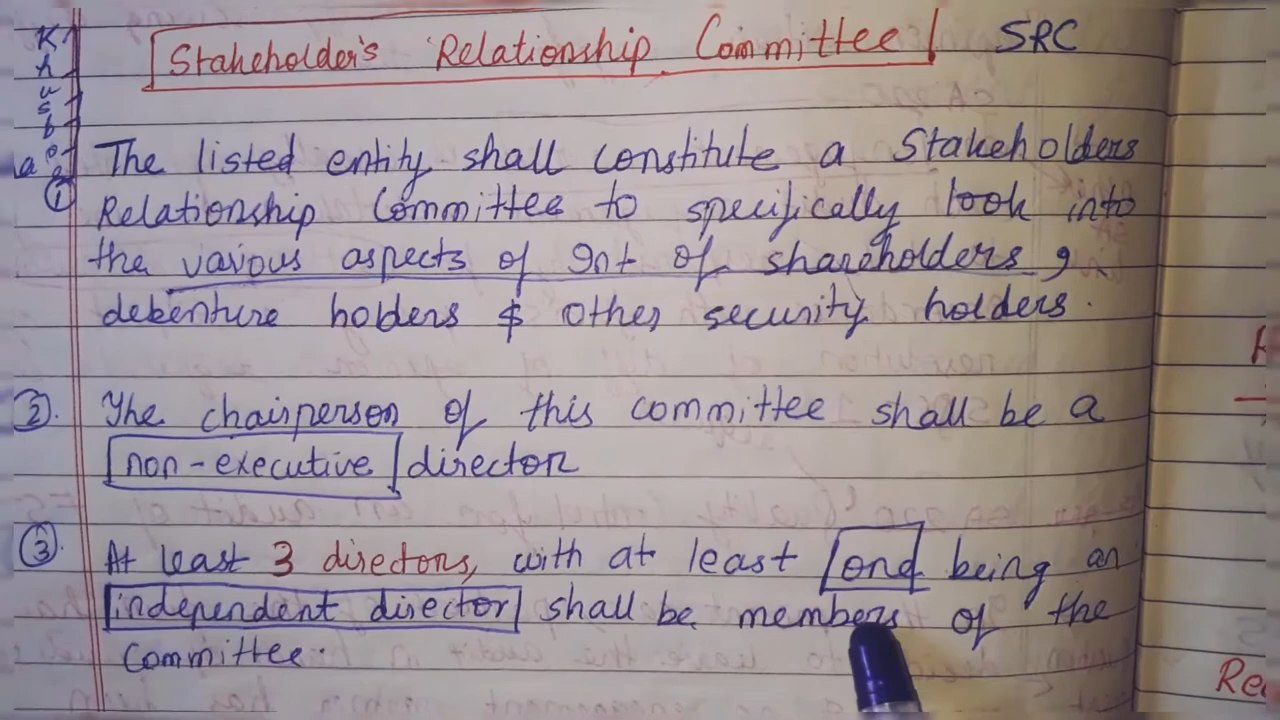 Stakeholder's Relationship Committee SRC
Khusboo
a
① The listed entity shall constitute a Stakeholders
Relationship Committee to specifically look into
the various aspects of Int of shareholders,
debenture holders & other security holders.
②. The chairperson of this committee shall be a
non-executive director
③. At least 3 directors, with at least one being an
independent director shall be members of the
Committee.
Rec